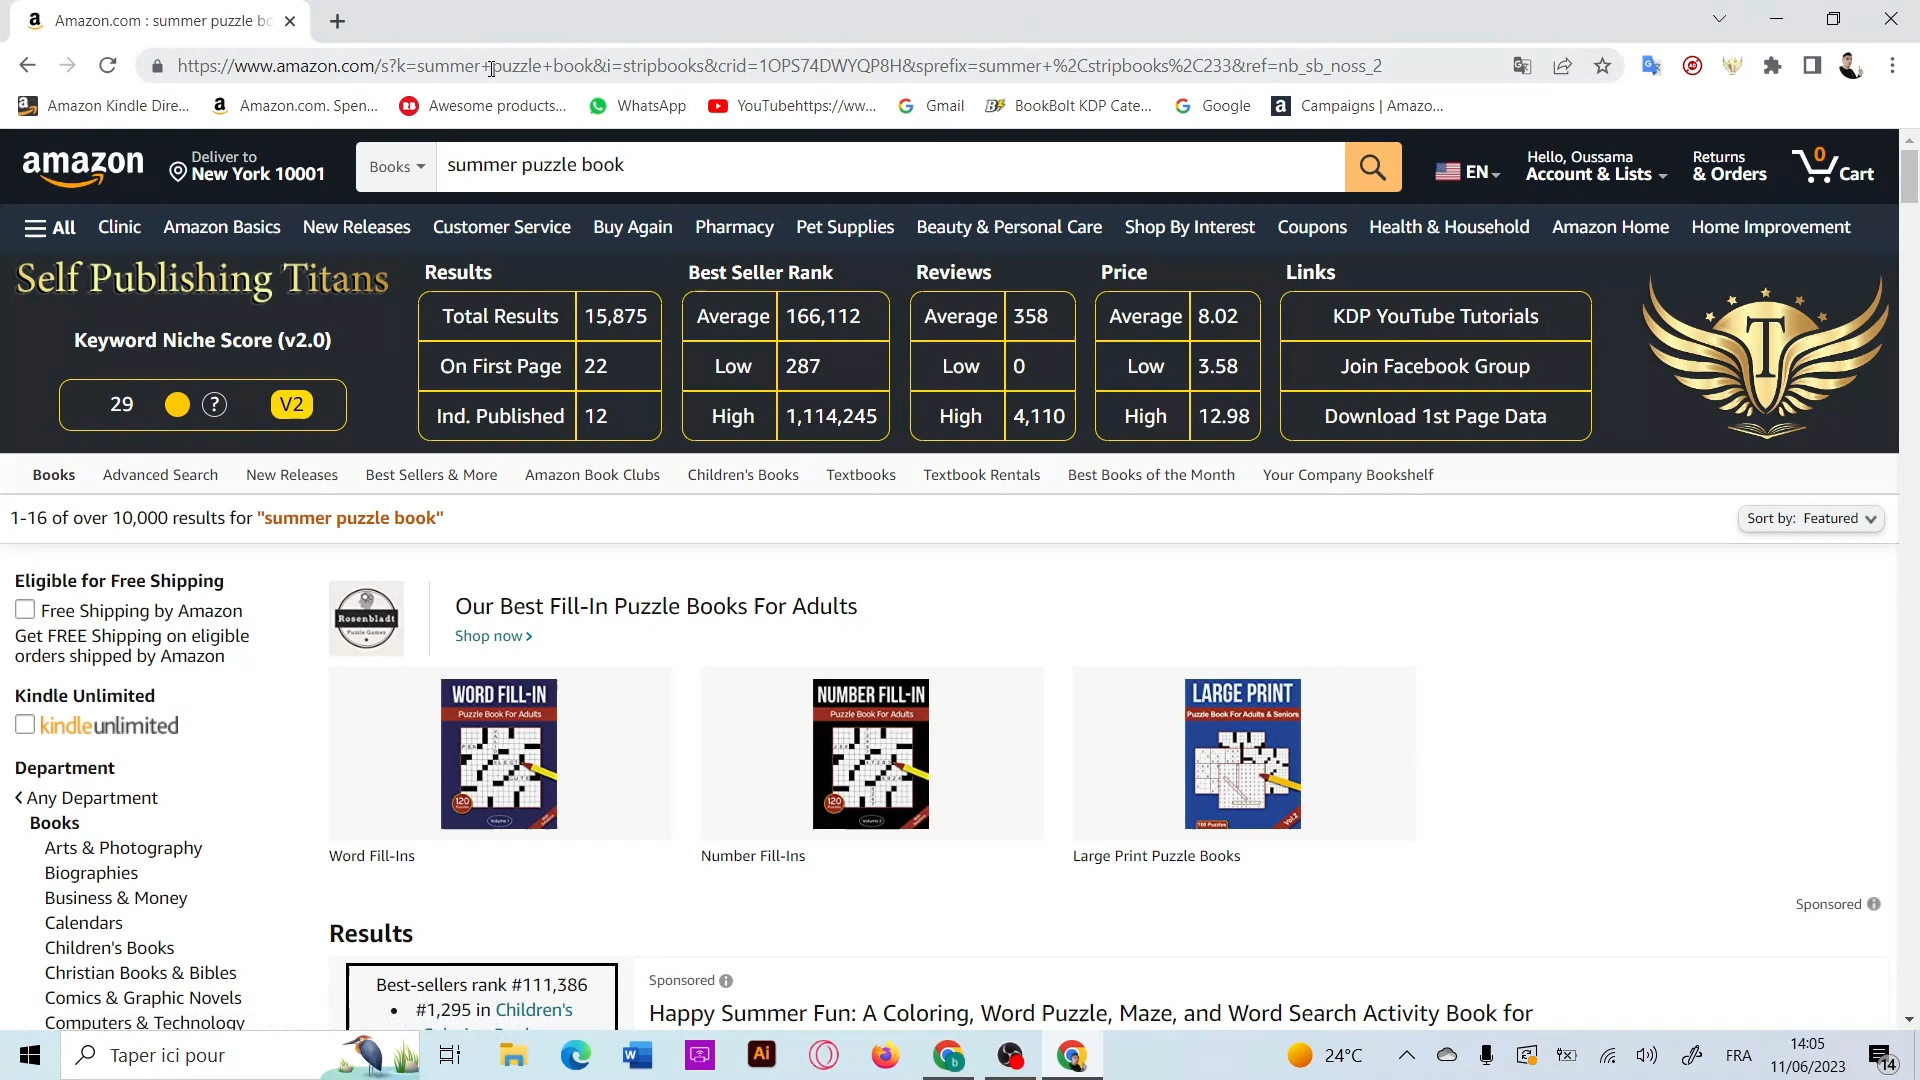 Amazon.com : summer puzzle bo
https://www.amazon.com/s?k=summer+puzzle+book&i=stripbooks&crid=1OPS74DWYQP8H&sprefix=summer+%2Cstripbooks%2C233&ref=nb_sb_noss_2
Amazon Kindle Dire... Amazon.com. Spen... Awesome products... WhatsApp YouTubehttps://ww... Gmail BookBolt KDP Cate... Google Campaigns | Amazo...
amazon
Deliver to
New York 10001
Books
summer puzzle book
EN
Hello, Oussama
Account & Lists
Returns
& Orders
0
Cart
All Clinic Amazon Basics New Releases Customer Service Buy Again Pharmacy Pet Supplies Beauty & Personal Care Shop By Interest Coupons Health & Household Amazon Home Home Improvement
Self Publishing Titans
Keyword Niche Score (v2.0)
29 ? V2
Results
Total Results 15,875
On First Page 22
Ind. Published 12
Best Seller Rank
Average 166,112
Low 287
High 1,114,245
Reviews
Average 358
Low 0
High 4,110
Price
Average 8.02
Low 3.58
High 12.98
Links
KDP YouTube Tutorials
Join Facebook Group
Download 1st Page Data
T
Books Advanced Search New Releases Best Sellers & More Amazon Book Clubs Children's Books Textbooks Textbook Rentals Best Books of the Month Your Company Bookshelf
1-16 of over 10,000 results for "summer puzzle book"
Sort by: Featured
Eligible for Free Shipping
Free Shipping by Amazon
Get FREE Shipping on eligible
orders shipped by Amazon
Kindle Unlimited
kindleunlimited
Department
Any Department
Books
Arts & Photography
Biographies
Business & Money
Calendars
Children's Books
Christian Books & Bibles
Comics & Graphic Novels
Computers & Technology
Rosenbladt
Puzzle Games
Our Best Fill-In Puzzle Books For Adults
Shop now
WORD FILL-IN
Puzzle Book For Adults
120
Volume 1
Word Fill-Ins
NUMBER FILL-IN
Puzzle Book For Adults
120
Number Fill-Ins
LARGE PRINT
Puzzle Book For Adults & Seniors
100 Puzzles
Vol.2
Large Print Puzzle Books
Sponsored
Results
Best-sellers rank #111,386
#1,295 in Children's
Sponsored
Happy Summer Fun: A Coloring, Word Puzzle, Maze, and Word Search Activity Book for
Taper ici pour
Ai
24°C
FRA
14:05
11/06/2023
14